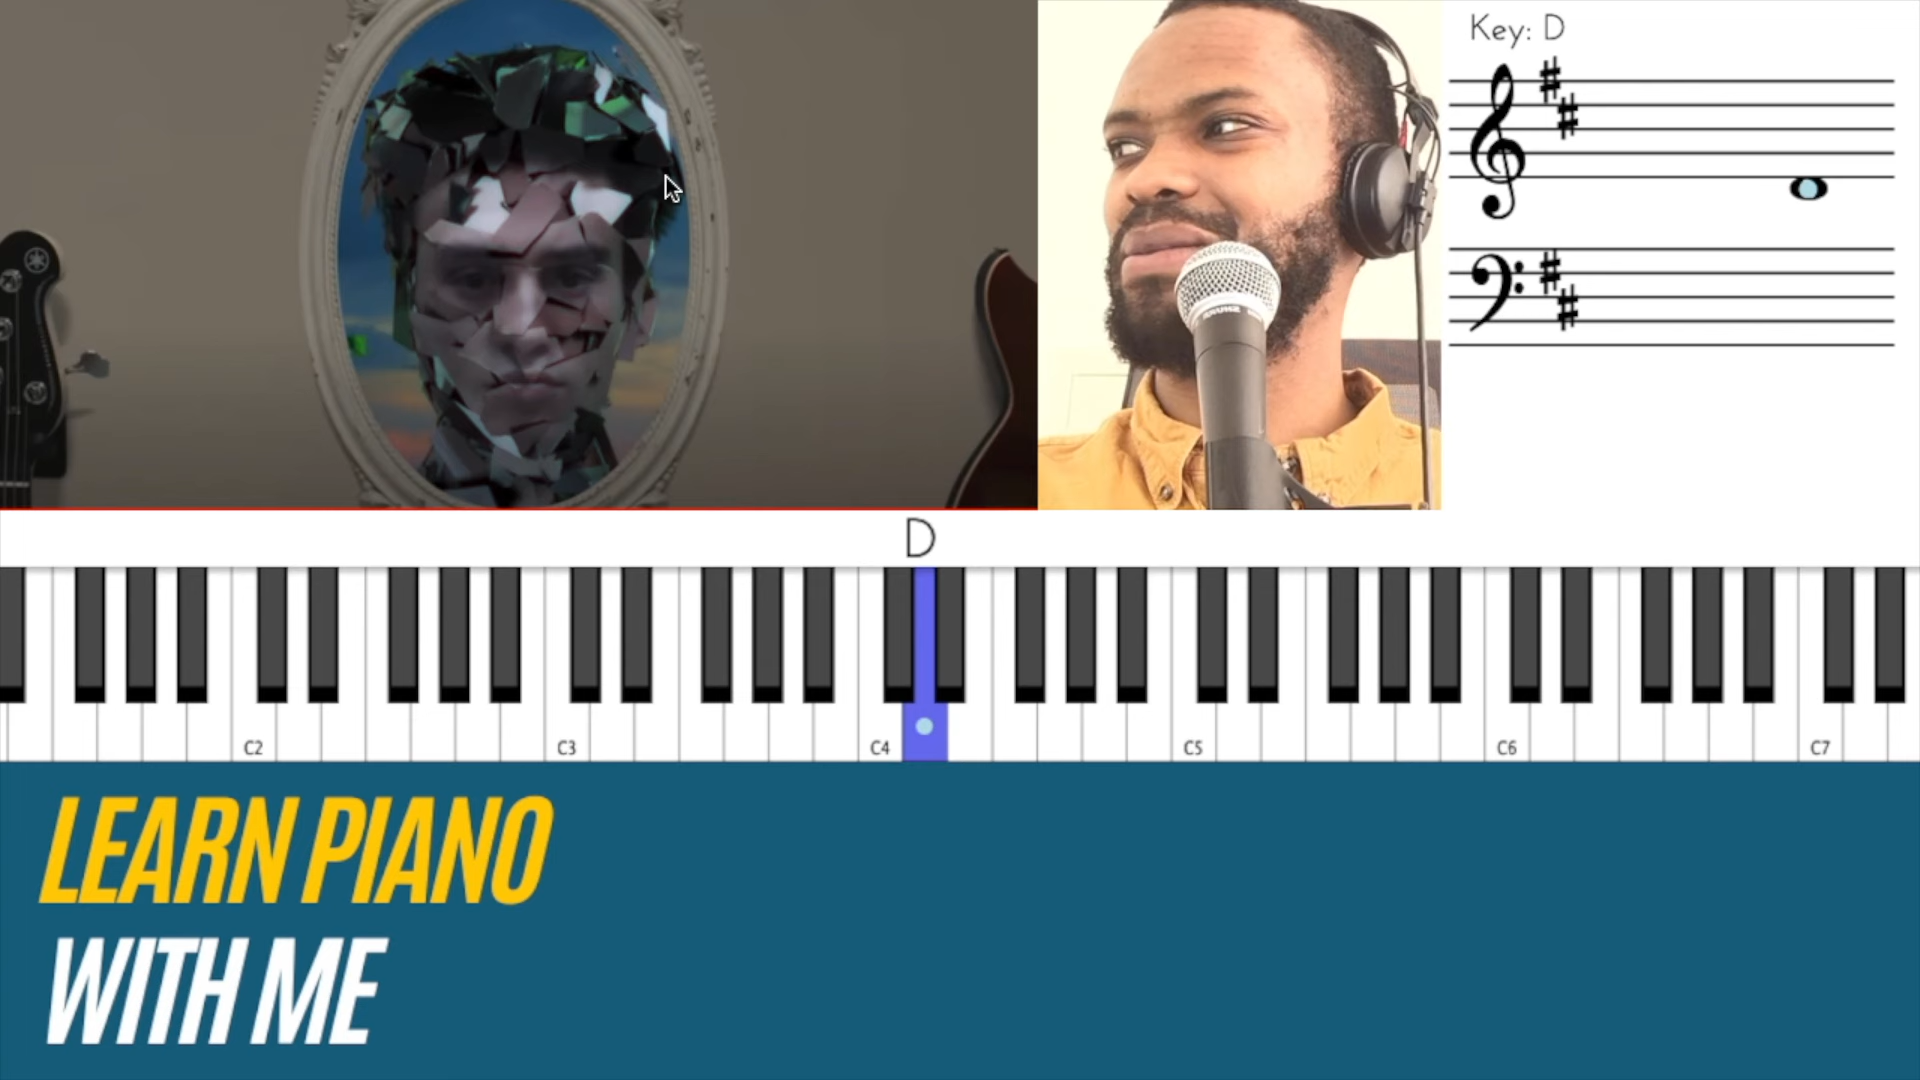 Key: D
D
C2 C3 C4 C5 C6 C7
LEARN PIANO
WITH ME